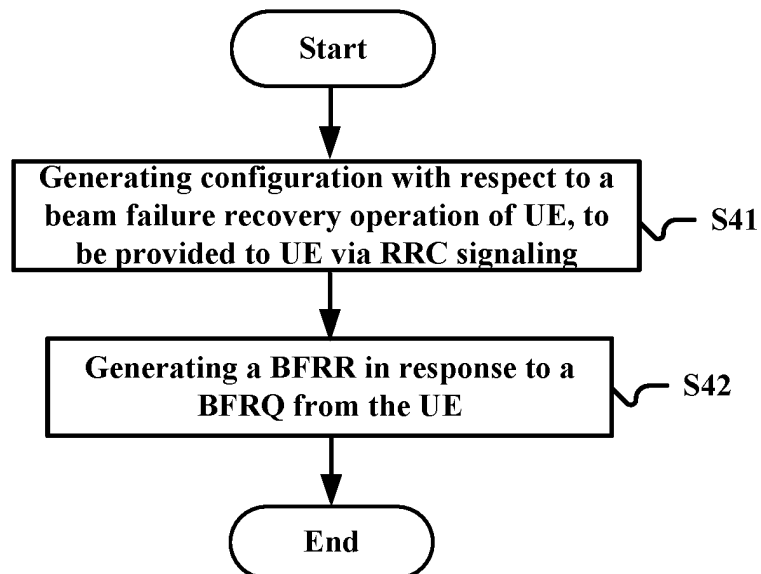 Start
Generating configuration with respect to a
beam failure recovery operation of UE, to
be provided to UE via RRC signaling
S41
Generating a BFRR in response to a
BFRQ from the UE
S42
End